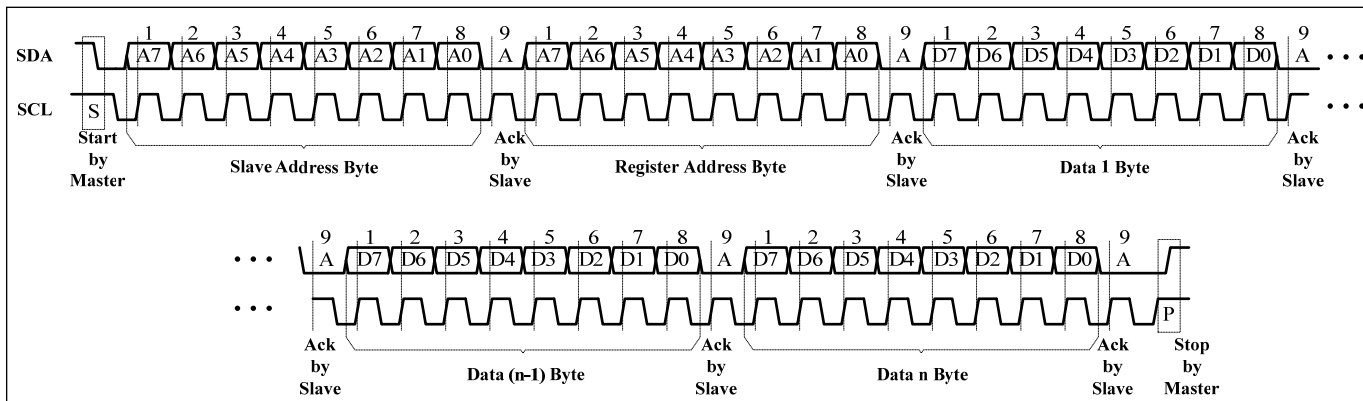 1 2 3 4 5 6 7 8 9 1 2 3 4 5 6 7 8 9 1 2 3 4 5 6 7 8 9
SDA A7 A6 A5 A4 A3 A2 A1 A0 A A7 A6 A5 A4 A3 A2 A1 A0 A D7 D6 D5 D4 D3 D2 D1 D0 A • • •
SCL S • • •
Start by Master
Slave Address Byte
Ack by Slave
Register Address Byte
Ack by Slave
Data 1 Byte
Ack by Slave
9 1 2 3 4 5 6 7 8 9 1 2 3 4 5 6 7 8 9
• • • A D7 D6 D5 D4 D3 D2 D1 D0 A D7 D6 D5 D4 D3 D2 D1 D0 A
• • • P
Ack by Slave
Data (n-1) Byte
Ack by Slave
Data n Byte
Ack by Slave
Stop by Master